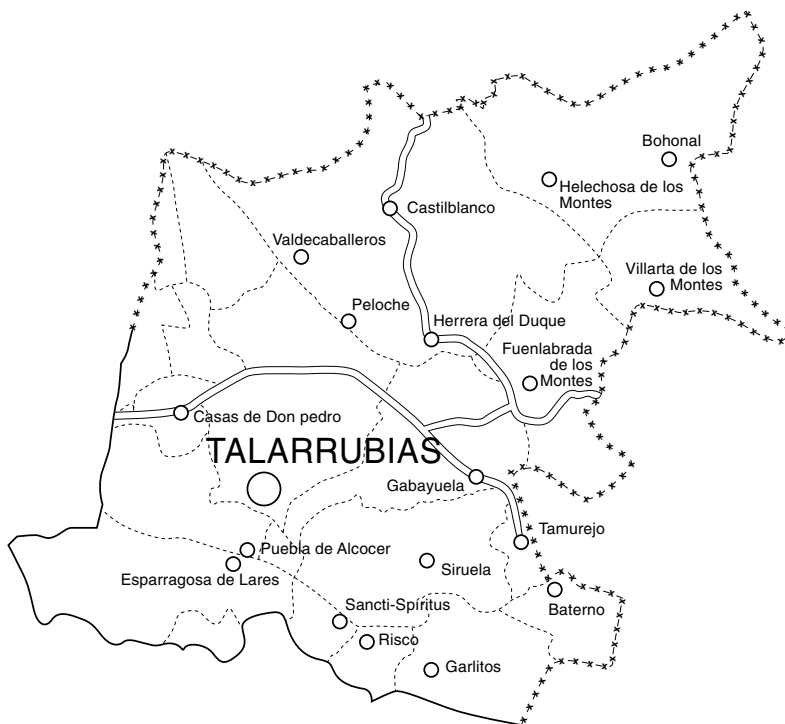 Bohonal
Helechosa de los
Montes
Castilblanco
Valdecaballeros
Villarta de los
Montes
Peloche
Herrera del Duque
Fuenlabrada
de los
Montes
Casas de Don pedro
TALARRUBIAS
Gabayuela
Tamurejo
Puebla de Alcocer
Siruela
Esparragosa de Lares
Baterno
Sancti-Spíritus
Risco
Garlitos